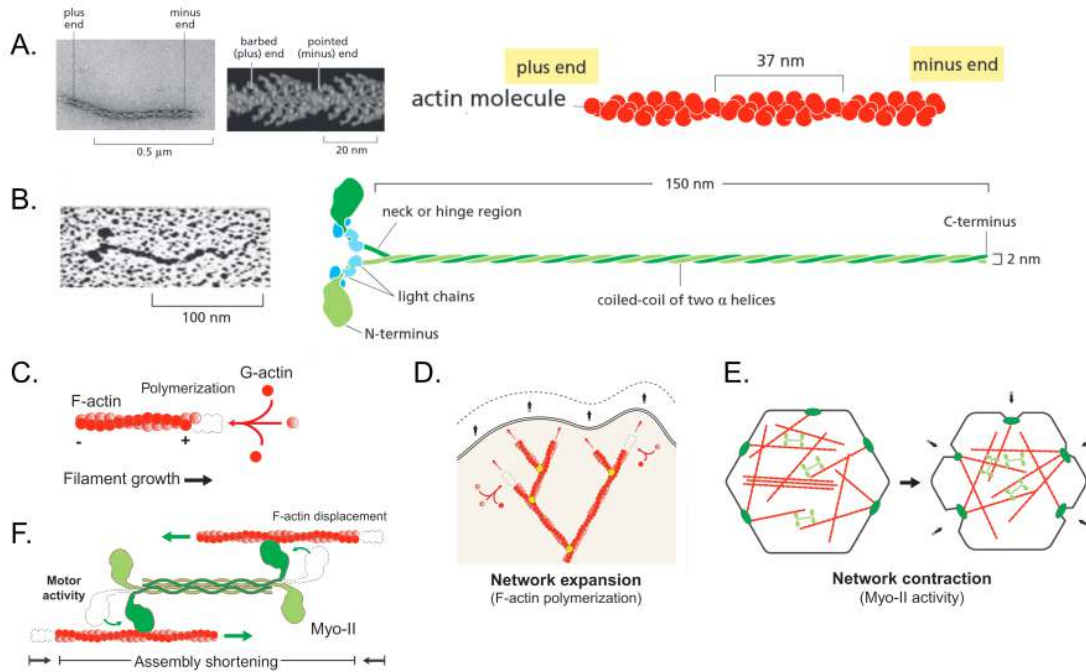 A.
plus
end
minus
end
0.5 µm
barbed
(plus) end
pointed
(minus) end
20 nm
plus end
minus end
37 nm
actin molecule
B.
100 nm
150 nm
neck or hinge region
C-terminus
2 nm
light chains
coiled-coil of two α helices
N-terminus
C.
G-actin
Polymerization
F-actin
- +
Filament growth
D.
Network expansion
(F-actin polymerization)
E.
Network contraction
(Myo-II activity)
F.
F-actin displacement
Motor
activity
Myo-II
Assembly shortening